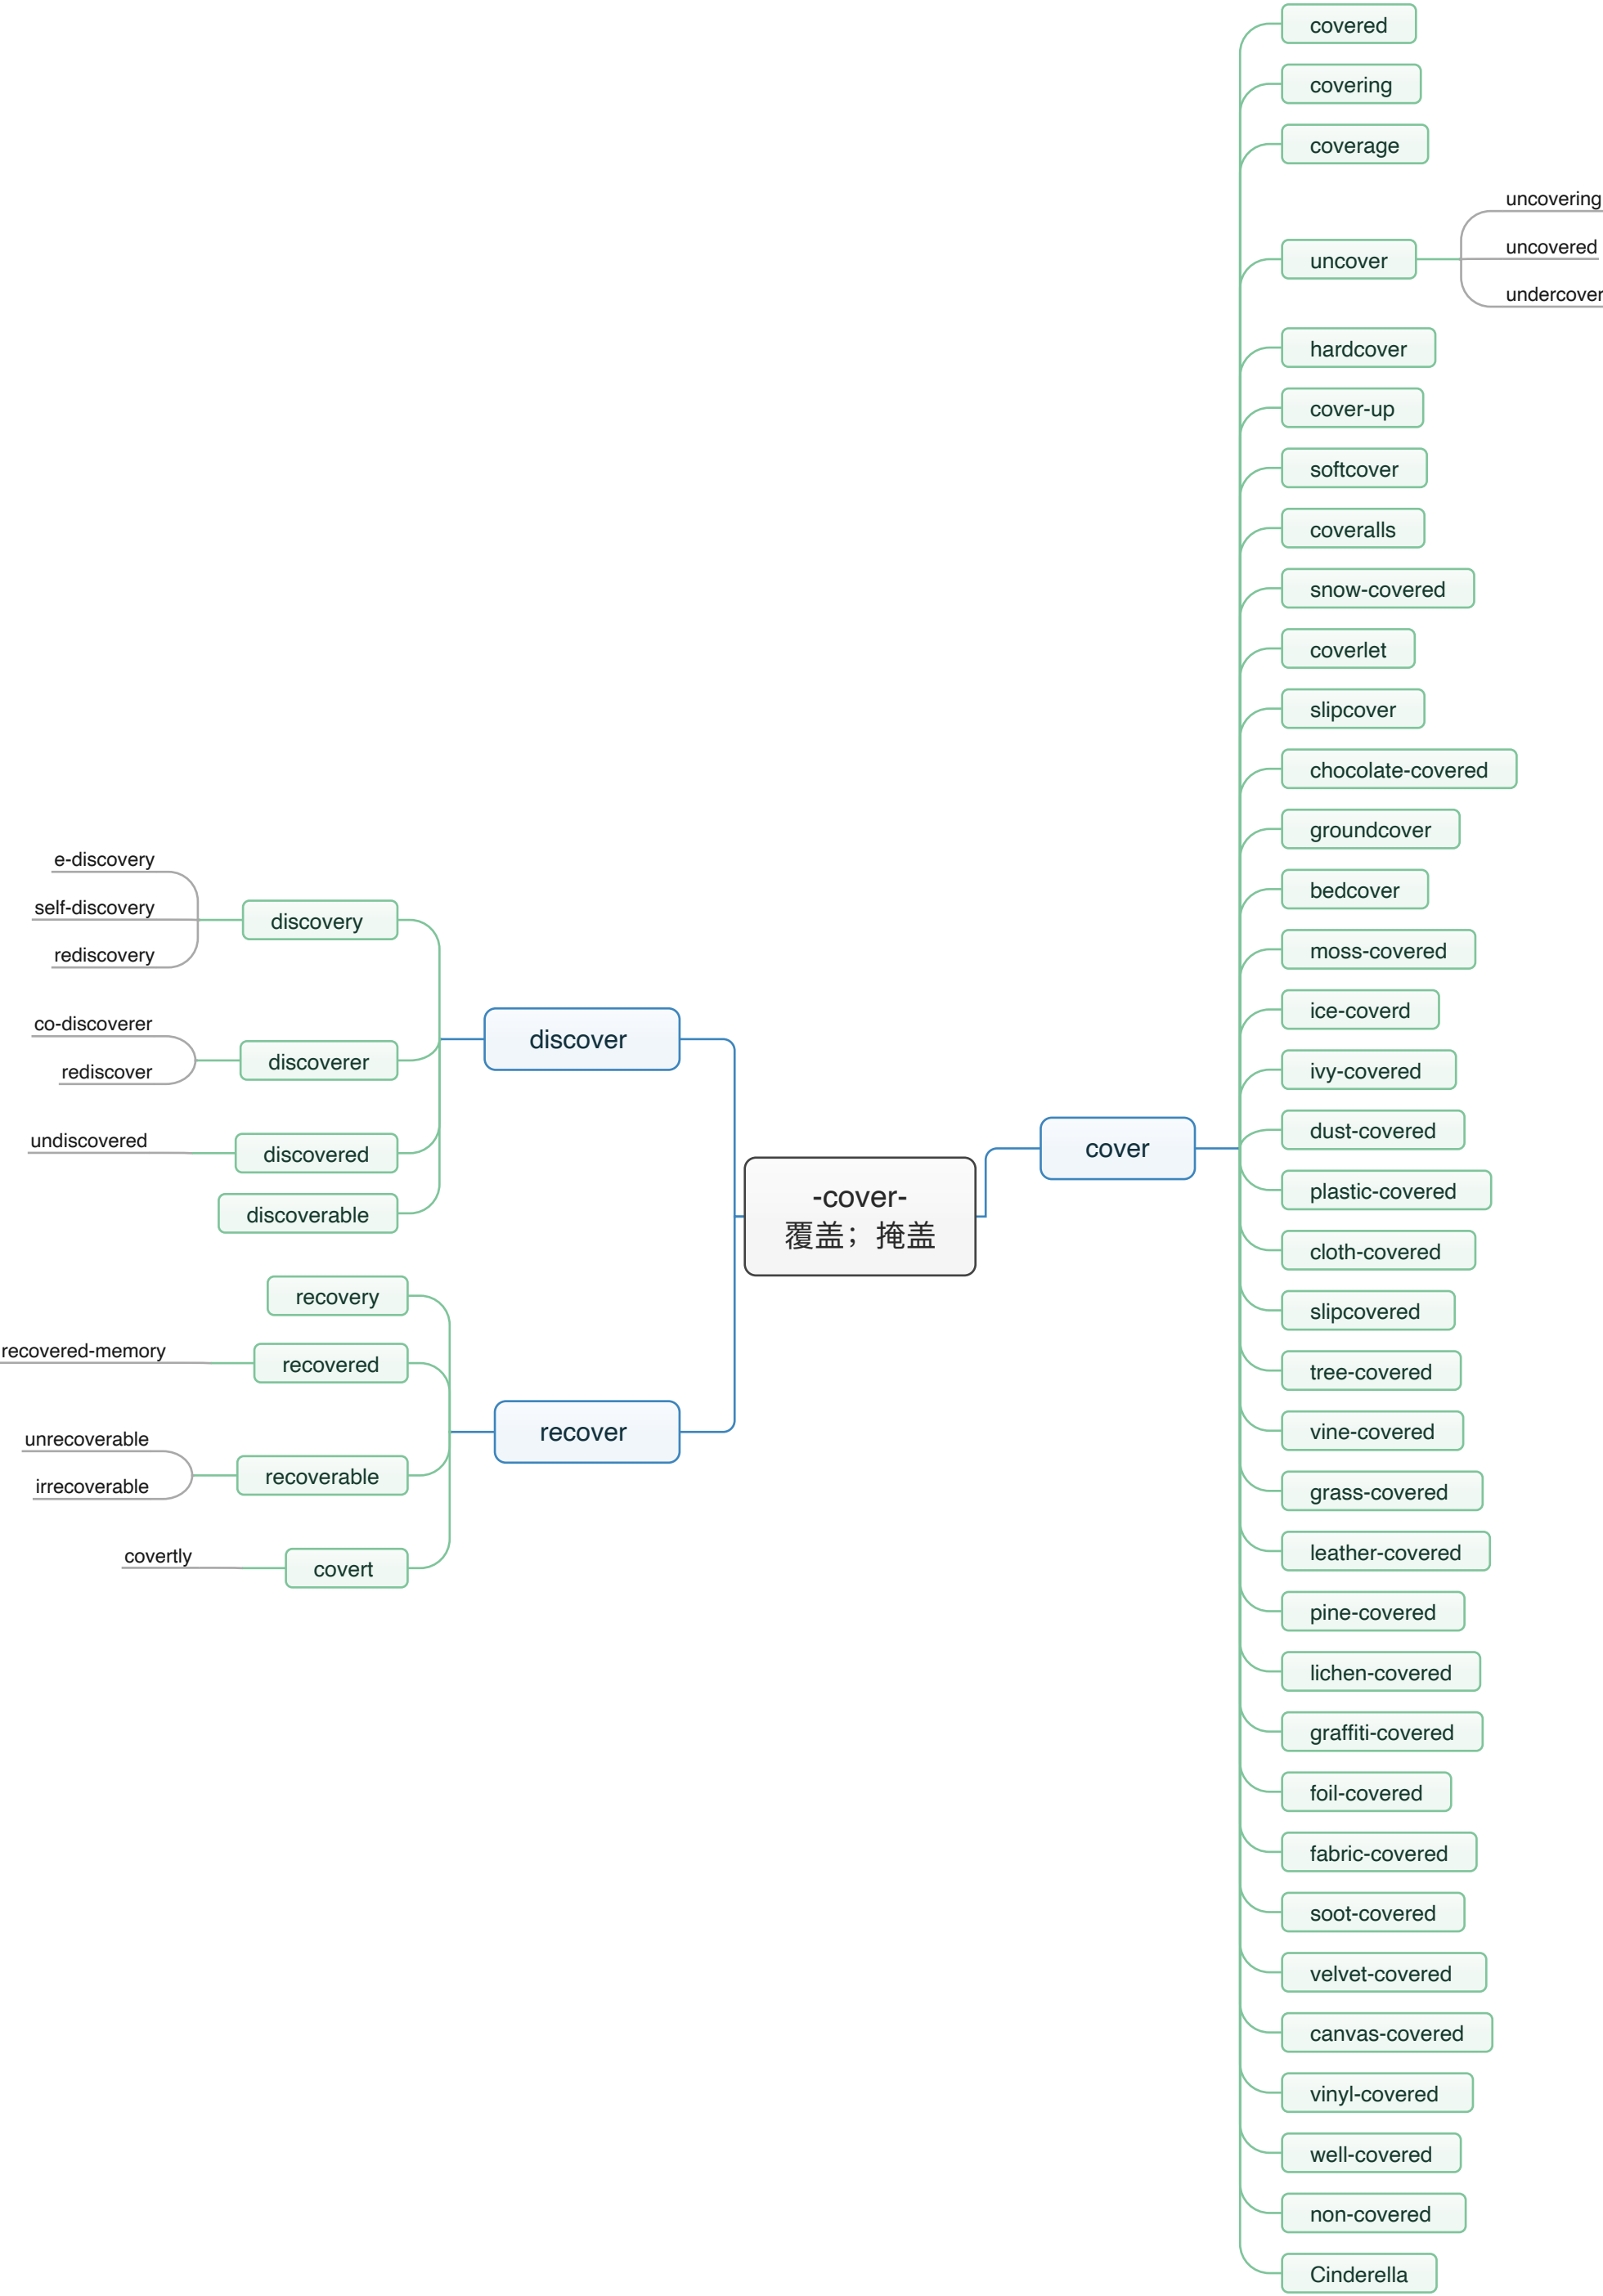 -cover-
覆盖；掩盖
cover
covered
covering
coverage
uncover
uncovering
uncovered
undercover
hardcover
cover-up
softcover
coveralls
snow-covered
coverlet
slipcover
chocolate-covered
groundcover
bedcover
moss-covered
ice-coverd
ivy-covered
dust-covered
plastic-covered
cloth-covered
slipcovered
tree-covered
vine-covered
grass-covered
leather-covered
pine-covered
lichen-covered
graffiti-covered
foil-covered
fabric-covered
soot-covered
velvet-covered
canvas-covered
vinyl-covered
well-covered
non-covered
Cinderella
discover
discovery
e-discovery
self-discovery
rediscovery
discoverer
co-discoverer
rediscover
discovered
undiscovered
discoverable
recover
recovery
recovered
recovered-memory
recoverable
unrecoverable
irrecoverable
covert
covertly